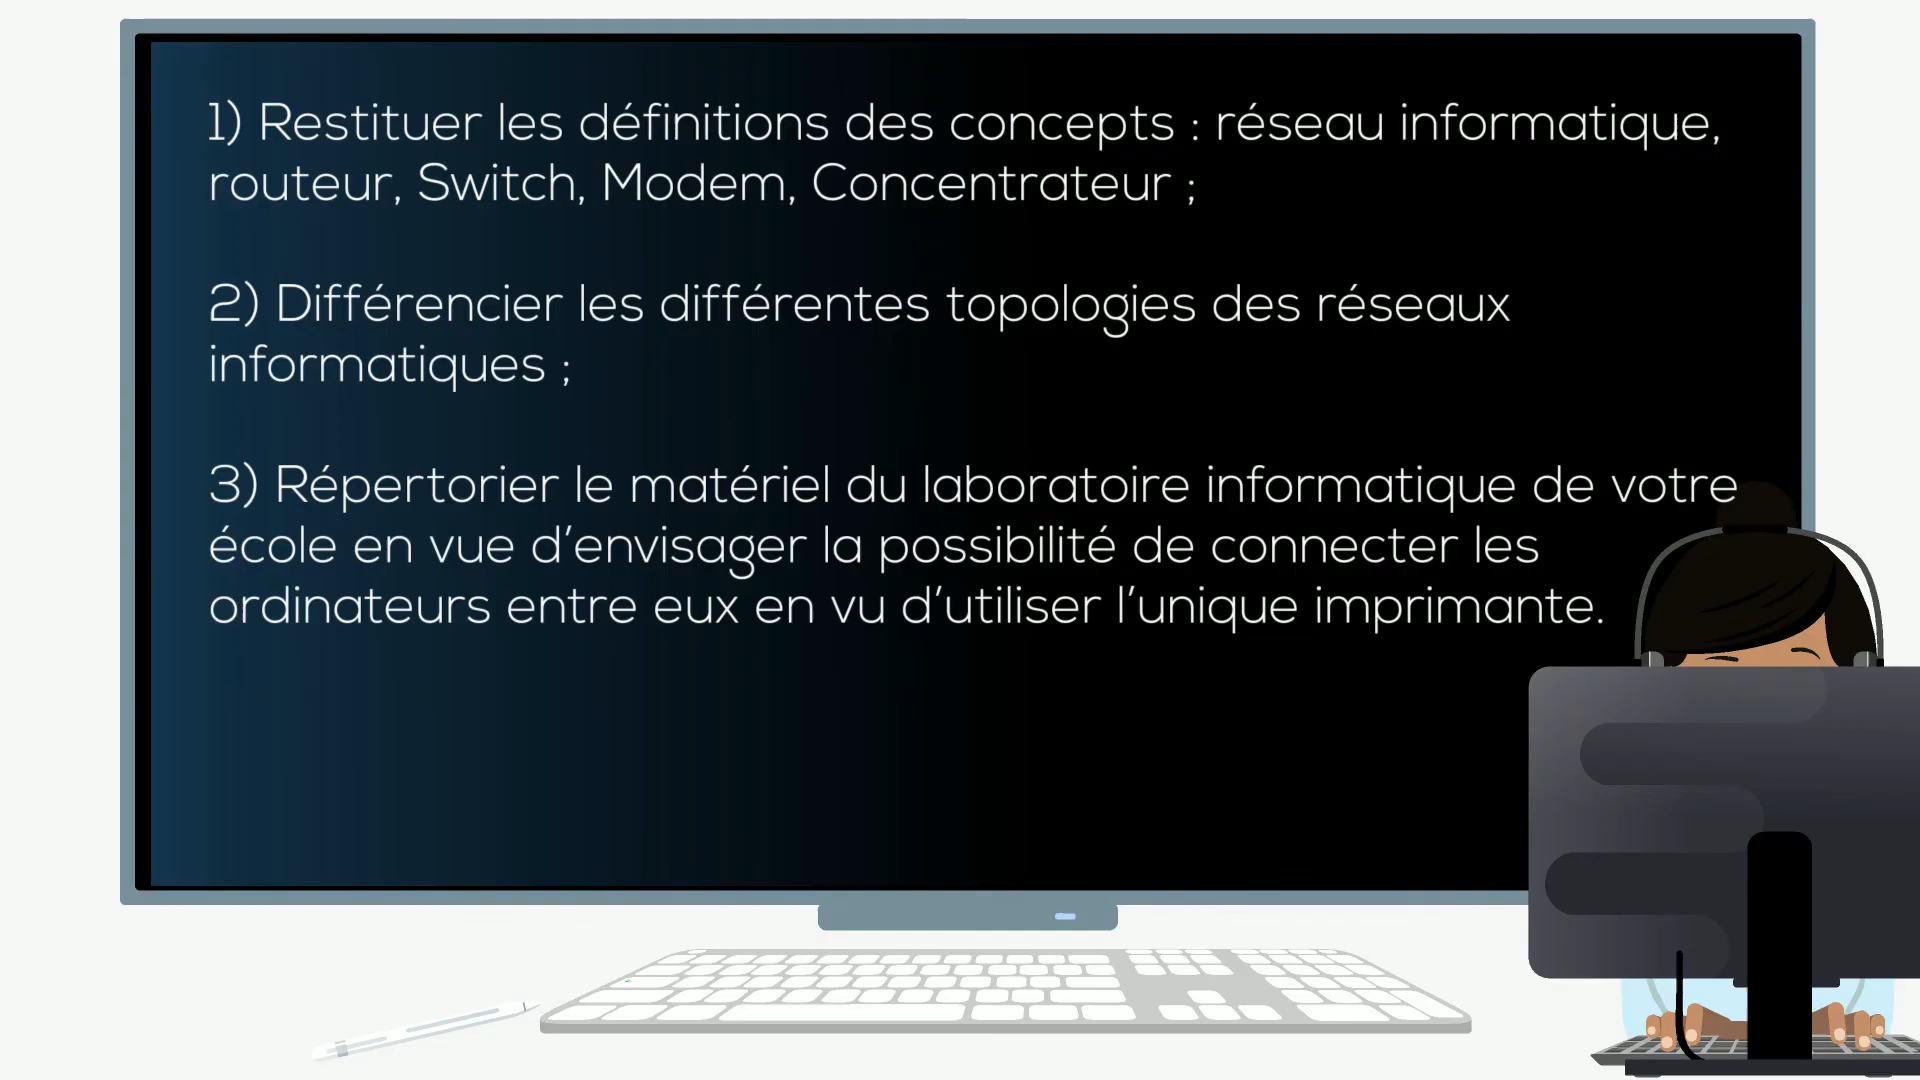 1) Restituer les définitions des concepts : réseau informatique,
routeur, Switch, Modem, Concentrateur ;
2) Différencier les différentes topologies des réseaux
informatiques ;
3) Répertorier le matériel du laboratoire informatique de votre
école en vue d’envisager la possibilité de connecter les
ordinateurs entre eux en vu d’utiliser l’unique imprimante.